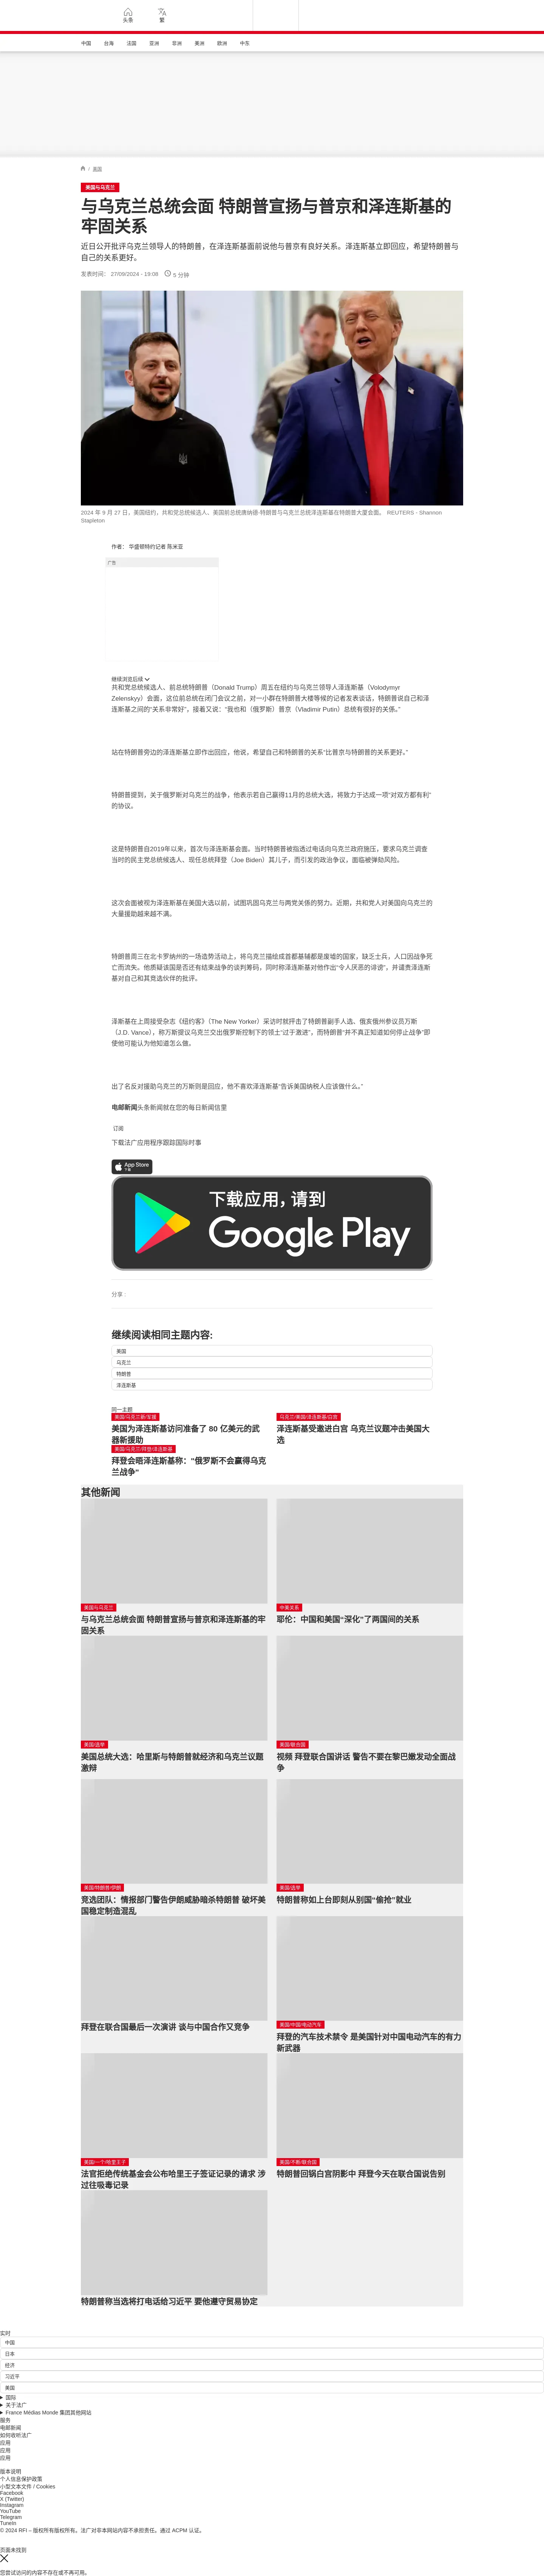 头条
繁
中国
台海
法国
亚洲
非洲
美洲
欧洲
中东
/ 美国
美国与乌克兰
与乌克兰总统会面 特朗普宣扬与普京和泽连斯基的
牢固关系
近日公开批评乌克兰领导人的特朗普，在泽连斯基面前说他与普京有良好关系。泽连斯基立即回应，希望特朗普与
自己的关系更好。
发表时间： 27/09/2024 - 19:08
5 分钟
2024 年 9 月 27 日，美国纽约，共和党总统候选人、美国前总统唐纳德·特朗普与乌克兰总统泽连斯基在特朗普大厦会面。 REUTERS - Shannon
Stapleton
作者： 华盛顿特约记者 陈米亚
广告
继续浏览后续
共和党总统候选人、前总统特朗普（Donald Trump）周五在纽约与乌克兰领导人泽连斯基（Volodymyr
Zelenskyy）会面，这位前总统在闭门会议之前，对一小群在特朗普大楼等候的记者发表谈话，特朗普说自己和泽
连斯基之间的“关系非常好”，接着又说：“我也和（俄罗斯）普京（Vladimir Putin）总统有很好的关係。”
站在特朗普旁边的泽连斯基立即作出回应，他说，希望自己和特朗普的关系“比普京与特朗普的关系更好。”
特朗普提到，关于俄罗斯对乌克兰的战争，他表示若自己赢得11月的总统大选，将致力于达成一项“对双方都有利”
的协议。
这是特朗普自2019年以来，首次与泽连斯基会面。当时特朗普被指透过电话向乌克兰政府施压，要求乌克兰调查
当时的民主党总统候选人、现任总统拜登（Joe Biden）其儿子，而引发的政治争议，面临被弹劾风险。
这次会面被视为泽连斯基在美国大选以前，试图巩固乌克兰与两党关係的努力。近期，共和党人对美国向乌克兰的
大量援助越来越不满。
特朗普周三在北卡罗纳州的一场造势活动上，将乌克兰描绘成首都基辅都是废墟的国家，缺乏士兵，人口因战争死
亡而流失。他质疑该国是否还有结束战争的谈判筹码，同时称泽连斯基对他作出“令人厌恶的诽谤”，并谴责泽连斯
基对自己和其竞选伙伴的批评。
泽斯基在上周接受杂志《纽约客》（The New Yorker）采访时就抨击了特朗普副手人选、俄亥俄州参议员万斯
（J.D. Vance），称万斯提议乌克兰交出俄罗斯控制下的领土“过于激进”，而特朗普“并不真正知道如何停止战争”即
使他可能认为他知道怎么做。
出了名反对援助乌克兰的万斯则是回应，他不喜欢泽连斯基“告诉美国纳税人应该做什么。”
电邮新闻头条新闻就在您的每日新闻信里
订阅
下载法广应用程序跟踪国际时事
App Store
下载
下载应用，请到
Google Play
分享 :
继续阅读相同主题内容:
美国
乌克兰
特朗普
泽连斯基
同一主题
美国/乌克兰新/军援
美国为泽连斯基访问准备了 80 亿美元的武
器新援助
乌克兰/美国/泽连斯基/白宫
泽连斯基受邀进白宫 乌克兰议题冲击美国大
选
美国/乌克兰/拜登/泽连斯基
拜登会晤泽连斯基称："俄罗斯不会赢得乌克
兰战争"
其他新闻
美国与乌克兰
与乌克兰总统会面 特朗普宣扬与普京和泽连斯基的牢
固关系
中美关系
耶伦：中国和美国“深化”了两国间的关系
美国/选举
美国总统大选：哈里斯与特朗普就经济和乌克兰议题
激辩
美国/联合国
视频 拜登联合国讲话 警告不要在黎巴嫩发动全面战
争
美国/特朗普/伊朗
竞选团队：情报部门警告伊朗威胁暗杀特朗普 破坏美
国稳定制造混乱
美国/选举
特朗普称如上台即刻从别国“偷抢”就业
拜登在联合国最后一次演讲 谈与中国合作又竞争
美国/中国/电动汽车
拜登的汽车技术禁令 是美国针对中国电动汽车的有力
新武器
美国/一个/哈里王子
法官拒绝传统基金会公布哈里王子签证记录的请求 涉
过往吸毒记录
美国/不断/联合国
特朗普回锅白宫阴影中 拜登今天在联合国说告别
特朗普称当选将打电话给习近平 要他遵守贸易协定
实时
中国
日本
经济
习近平
美国
国际
关于法广
France Médias Monde 集团其他网站
服务
电邮新闻
如何收听法广
应用
应用
应用
版本说明
个人信息保护政策
小型文本文件 / Cookies
Facebook
X (Twitter)
Instagram
YouTube
Telegram
TuneIn
© 2024 RFI – 版权所有版权所有。法广对非本网站内容不承担责任。通过 ACPM 认证。
页面未找到
您尝试访问的内容不存在或不再可用。